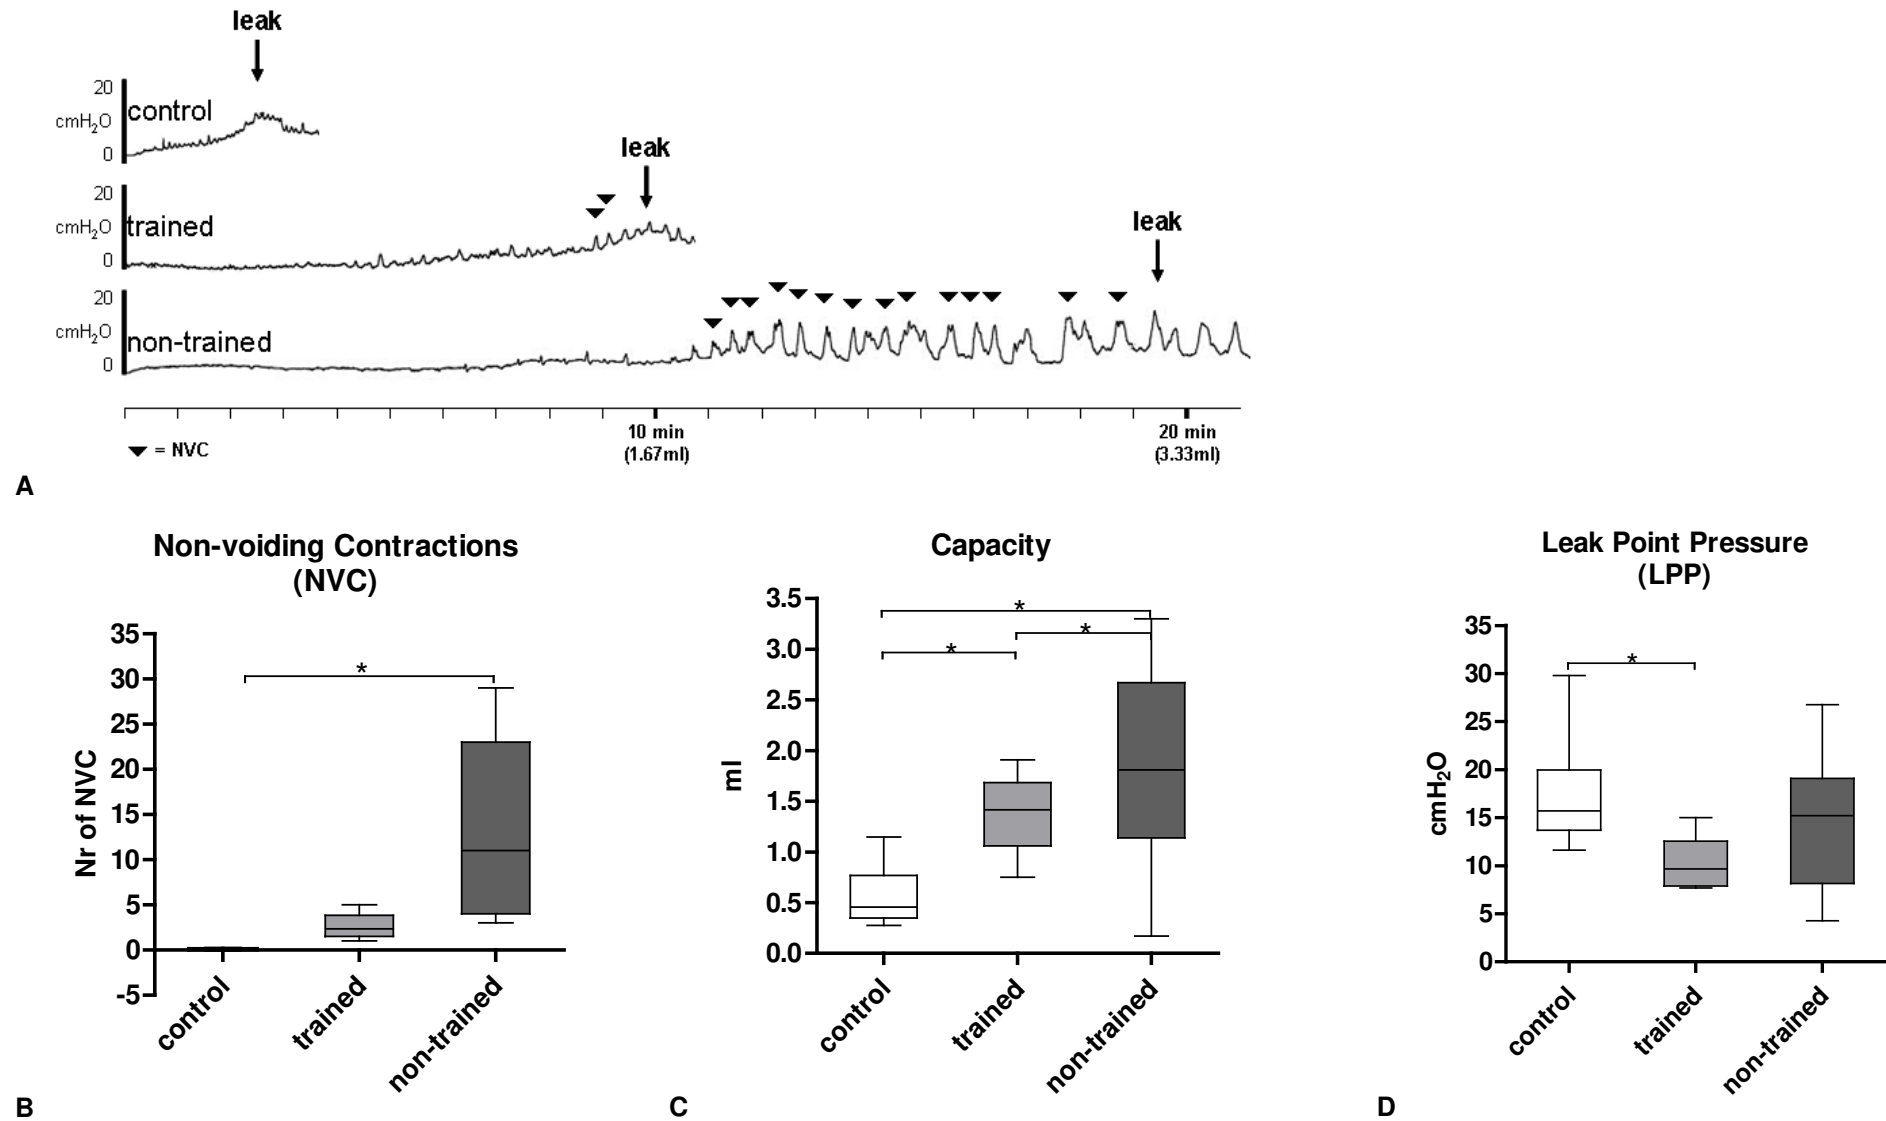 leak
20
cmH2O
0
control
leak
20
cmH2O
0
trained
leak
20
cmH2O
0
non-trained
10 min
(1.67ml)
20 min
(3.33ml)
= NVC
A
Non-voiding Contractions
(NVC)
Nr of NVC
35
30
25
20
15
10
5
0
-5
*
control
trained
non-trained
B
Capacity
ml
3.5
3.0
2.5
2.0
1.5
1.0
0.5
0.0
*
*
*
control
trained
non-trained
C
Leak Point Pressure
(LPP)
cmH2O
35
30
25
20
15
10
5
0
*
control
trained
non-trained
D